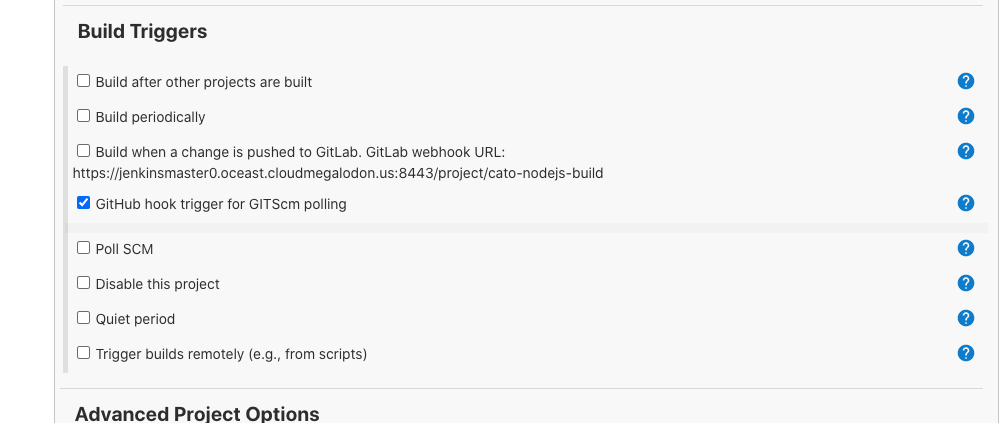 Build Triggers
Build after other projects are built
?
Build periodically
?
Build when a change is pushed to GitLab. GitLab webhook URL:
?
https://jenkinsmaster0.oceast.cloudmegalodon.us:8443/project/cato-nodejs-build
GitHub hook trigger for GITScm polling
?
Poll SCM
?
Disable this project
?
Quiet period
?
Trigger builds remotely (e.g., from scripts)
?
Advanced Project Options